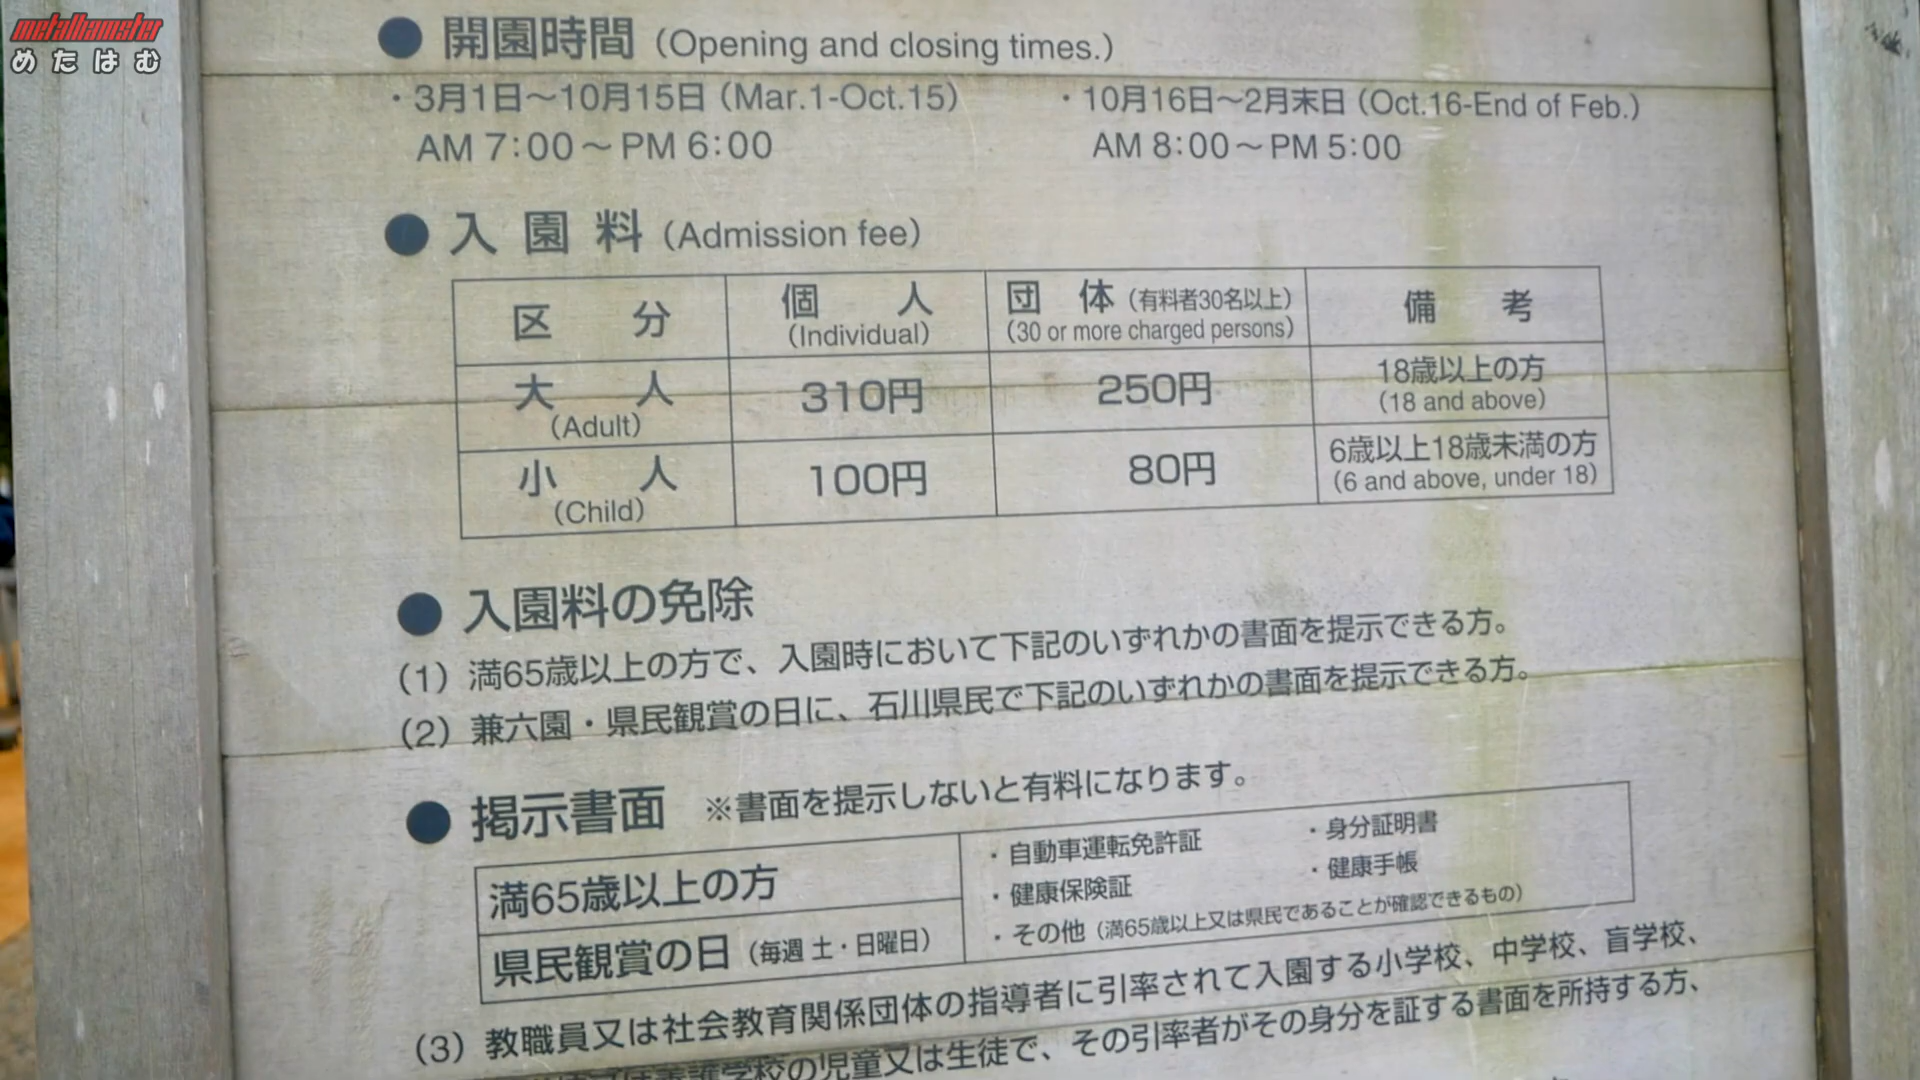 metalhamster
めたはむ
● 開園時間 (Opening and closing times.)
・3月1日～10月15日 (Mar.1-Oct.15)
AM 7:00～PM 6:00
・10月16日～2月末日 (Oct.16-End of Feb.)
AM 8:00～PM 5:00
● 入園料 (Admission fee)
区分 個人 (Individual) 団体 (有料者30名以上) (30 or more charged persons) 備考
大人 (Adult) 310円 250円 18歳以上の方 (18 and above)
小人 (Child) 100円 80円 6歳以上18歳未満の方 (6 and above, under 18)
● 入園料の免除
(1) 満65歳以上の方で、入園時において下記のいずれかの書面を提示できる方。
(2) 兼六園・県民観賞の日に、石川県民で下記のいずれかの書面を提示できる方。
● 掲示書面 ※書面を提示しないと有料になります。
満65歳以上の方
県民観賞の日 (毎週 土・日曜日)
・自動車運転免許証 ・身分証明書
・健康保険証 ・健康手帳
・その他 (満65歳以上又は県民であることが確認できるもの)
(3) 教職員又は社会教育関係団体の指導者に引率されて入園する小学校、中学校、盲学校、
養護学校の児童又は生徒で、その引率者がその身分を証する書面を所持する方、